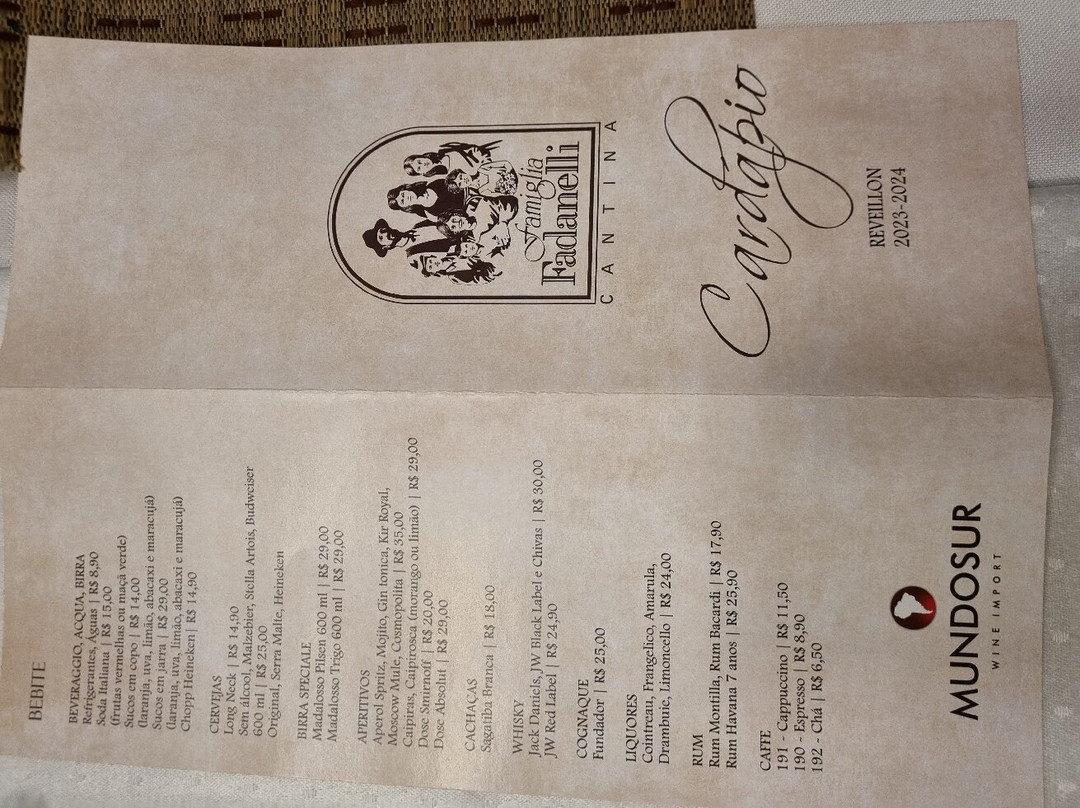 BEBITE
BEVERAGGIO, ACQUA, BIRRA
Refrigerantes, Águas | R$ 8,90
Soda Italiana | R$ 15,00
(frutas vermelhas ou maçã verde)
Sucos em copo | R$ 14,00
(laranja, uva, limão, abacaxi e maracujá)
Sucos em jarra | R$ 29,00
(laranja, uva, limão, abacaxi e maracujá)
Chopp Heineken | R$ 14,90
CERVEJAS
Long Neck | R$ 14,90
Sem álcool, Malzebier, Stella Artois, Budweiser
600 ml | R$ 25,00
Original, Serra Malte, Heineken
BIRRA SPECIALE
Madalosso Pilsen 600 ml | R$ 29,00
Madalosso Trigo 600 ml | R$ 29,00
APERITIVOS
Aperol Spritz, Mojito, Gin Tonica, Kir Royal,
Moscow Mule, Cosmopolita | R$ 35,00
Caipiras, Caipirosca (morango ou limão) | R$ 29,00
Dose Smirnoff | R$ 20,00
Dose Absolut | R$ 29,00
CACHAÇAS
Sagatiba Branca | R$ 18,00
WHISKY
Jack Daniels, JW Black Label e Chivas | R$ 30,00
JW Red Label | R$ 24,90
COGNAQUE
Fundador | R$ 25,00
LIQUORES
Cointreau, Frangelico, Amarula,
Drambuie, Limoncello | R$ 24,00
RUM
Rum Montilla, Rum Bacardi | R$ 17,90
Rum Havana 7 anos | R$ 25,90
CAFFE
191 - Cappuccino | R$ 11,50
190 - Espresso | R$ 8,90
192 - Chá | R$ 6,50
MUNDOSUR
WINE IMPORT
Famiglia
Fadanelli
CANTINA
Cardápio
REVEILLON
2023-2024